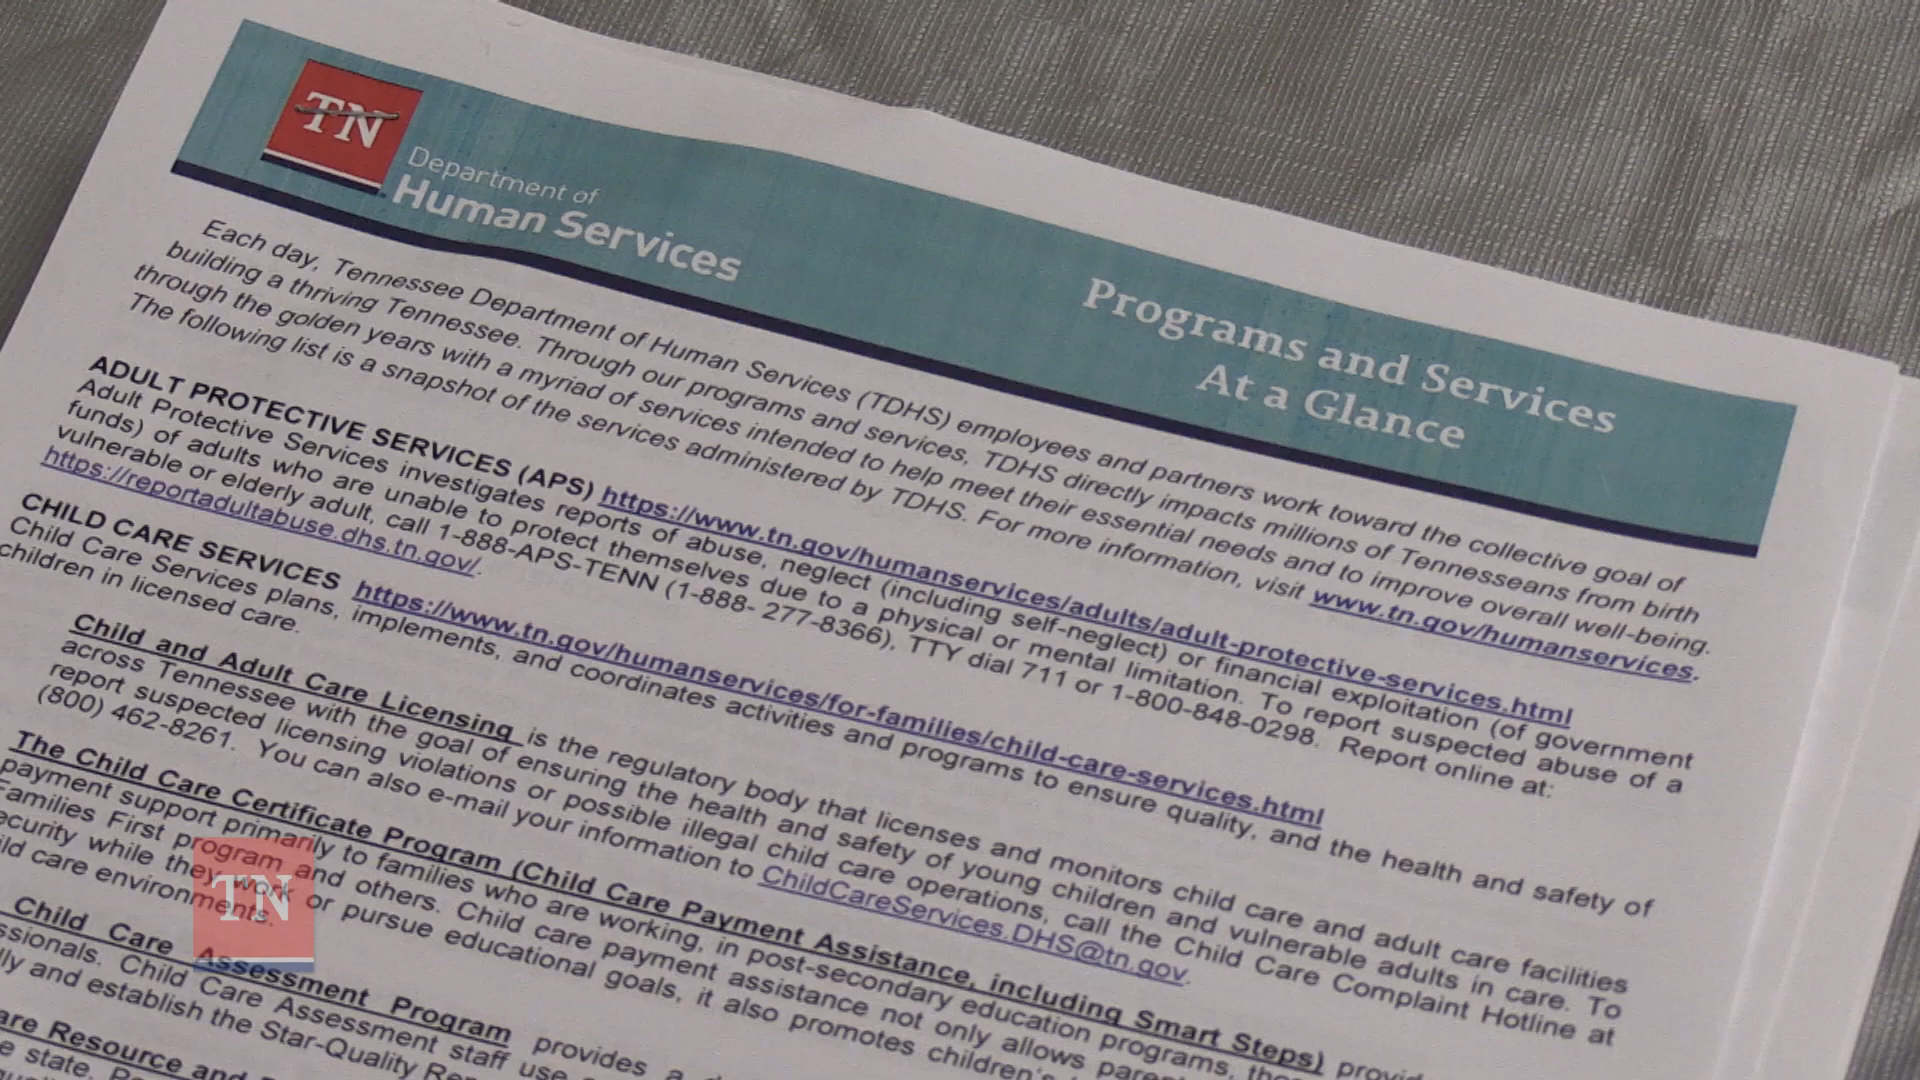 TN
Department of
Human Services
Programs and Services
At a Glance
Each day, Tennessee Department of Human Services (TDHS) employees and partners work toward the collective goal of
building a thriving Tennessee. Through our programs and services, TDHS directly impacts millions of Tennesseans from birth
through the golden years with a myriad of services intended to help meet their essential needs and to improve overall well-being.
The following list is a snapshot of the services administered by TDHS. For more information, visit www.tn.gov/humanservices.
ADULT PROTECTIVE SERVICES (APS) https://www.tn.gov/humanservices/adults/adult-protective-services.html
Adult Protective Services investigates reports of abuse, neglect (including self-neglect) or financial exploitation (of government
funds) of adults who are unable to protect themselves due to a physical or mental limitation. To report suspected abuse of a
vulnerable or elderly adult, call 1-888-APS-TENN (1-888- 277-8366), TTY dial 711 or 1-800-848-0298. Report online at:
https://reportadultabuse.dhs.tn.gov/.
CHILD CARE SERVICES https://www.tn.gov/humanservices/for-families/child-care-services.html
Child Care Services plans, implements, and coordinates activities and programs to ensure quality, and the health and safety of
children in licensed care.
Child and Adult Care Licensing is the regulatory body that licenses and monitors child care and adult care facilities
across Tennessee with the goal of ensuring the health and safety of young children and vulnerable adults in care. To
report suspected licensing violations or possible illegal child care operations, call the Child Care Complaint Hotline at
(800) 462-8261. You can also e-mail your information to ChildCareServices.DHS@tn.gov.
The Child Care Certificate Program (Child Care Payment Assistance, including Smart Steps)
payment support primarily to families who are working, in post-secondary education programs,
Families First program and others. Child care payment assistance not only allows
while they work or pursue educational goals, it also promotes children's
care environments.
Child Care Assessment Program provides a
Child Care Assessment staff use
and establish the Star-Quality
Resource and
state.
TN